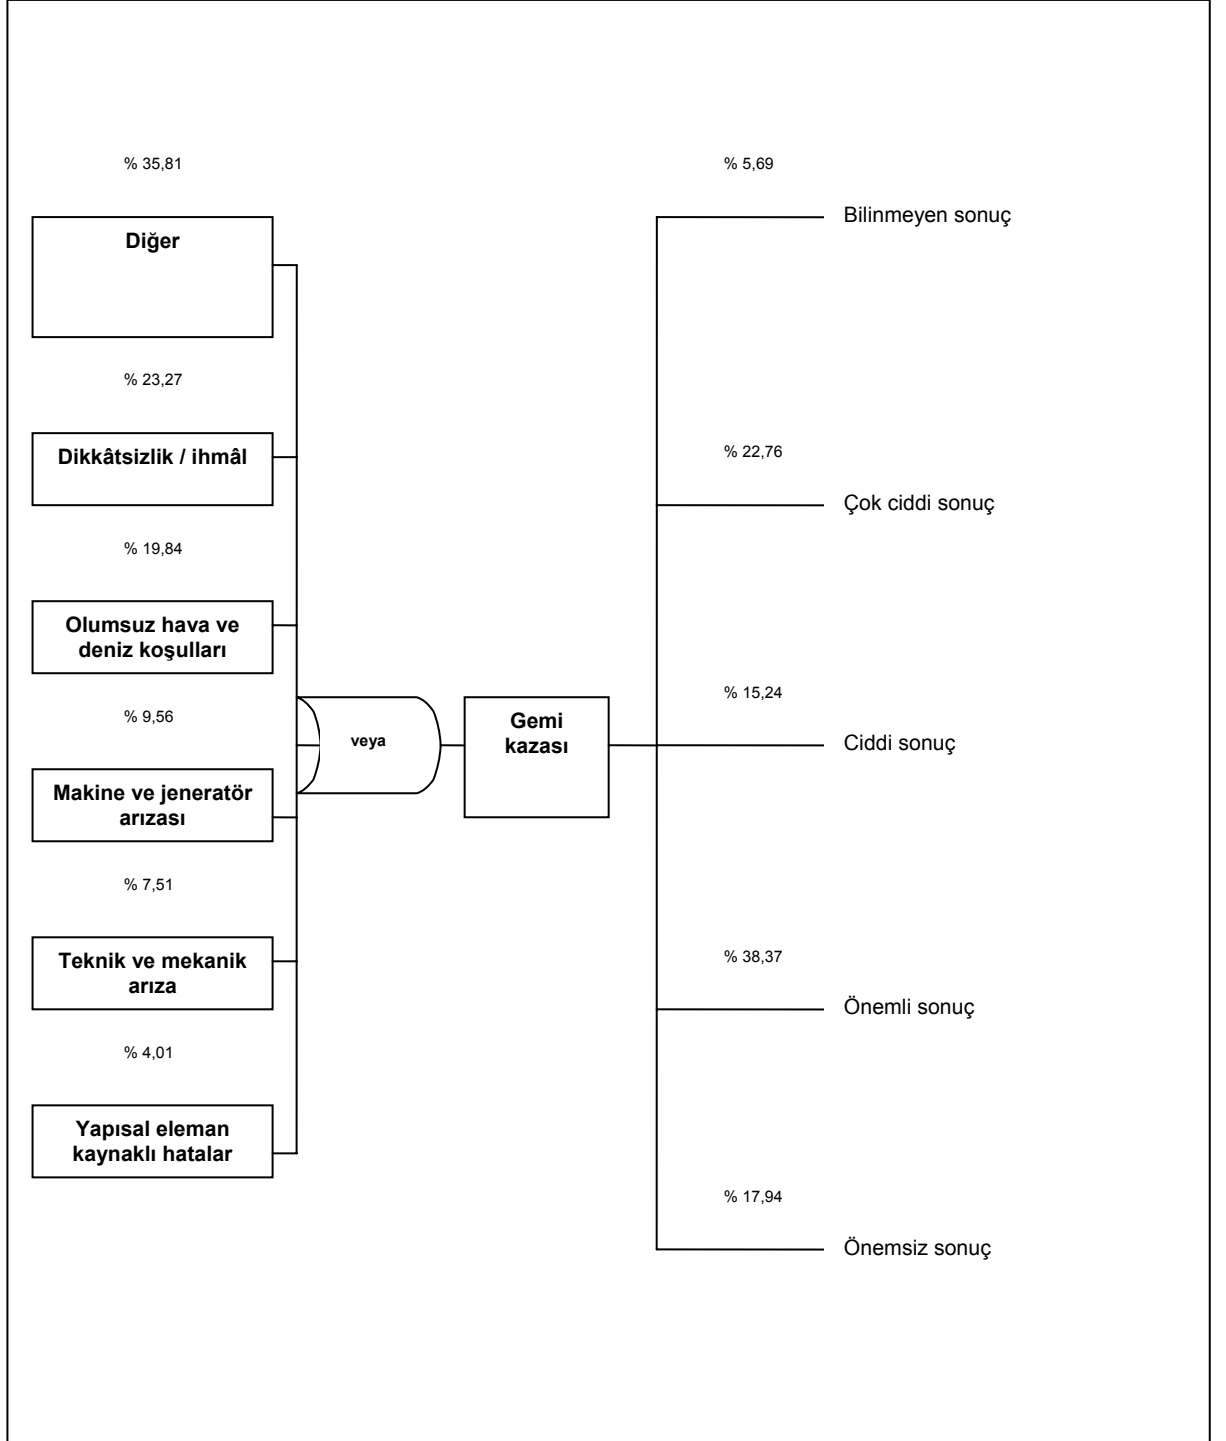 % 35,81
Diğer
% 23,27
Dikkâtsizlik / ihmâl
% 19,84
Olumsuz hava ve
deniz koşulları
% 9,56
Makine ve jeneratör
arızası
% 7,51
Teknik ve mekanik
arıza
% 4,01
Yapısal eleman
kaynaklı hatalar
veya
Gemi
kazası
% 5,69
Bilinmeyen sonuç
% 22,76
Çok ciddi sonuç
% 15,24
Ciddi sonuç
% 38,37
Önemli sonuç
% 17,94
Önemsiz sonuç